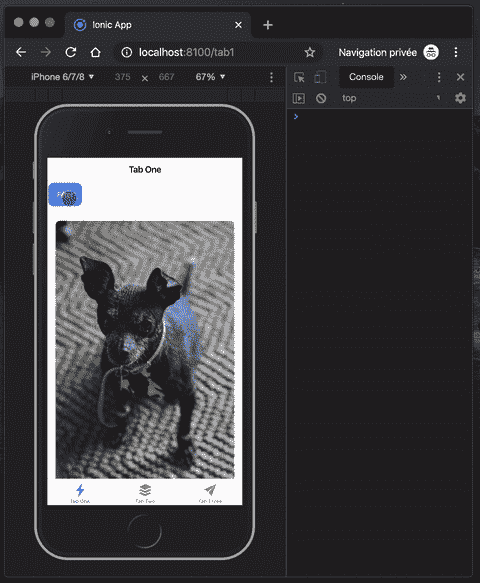 Ionic App
localhost:8100/tab1
Navigation privée
iPhone 6/7/8 ▼ 375 × 667 67% ▼
Console »
top
Tab One
Tab One Tab Two Tab Three